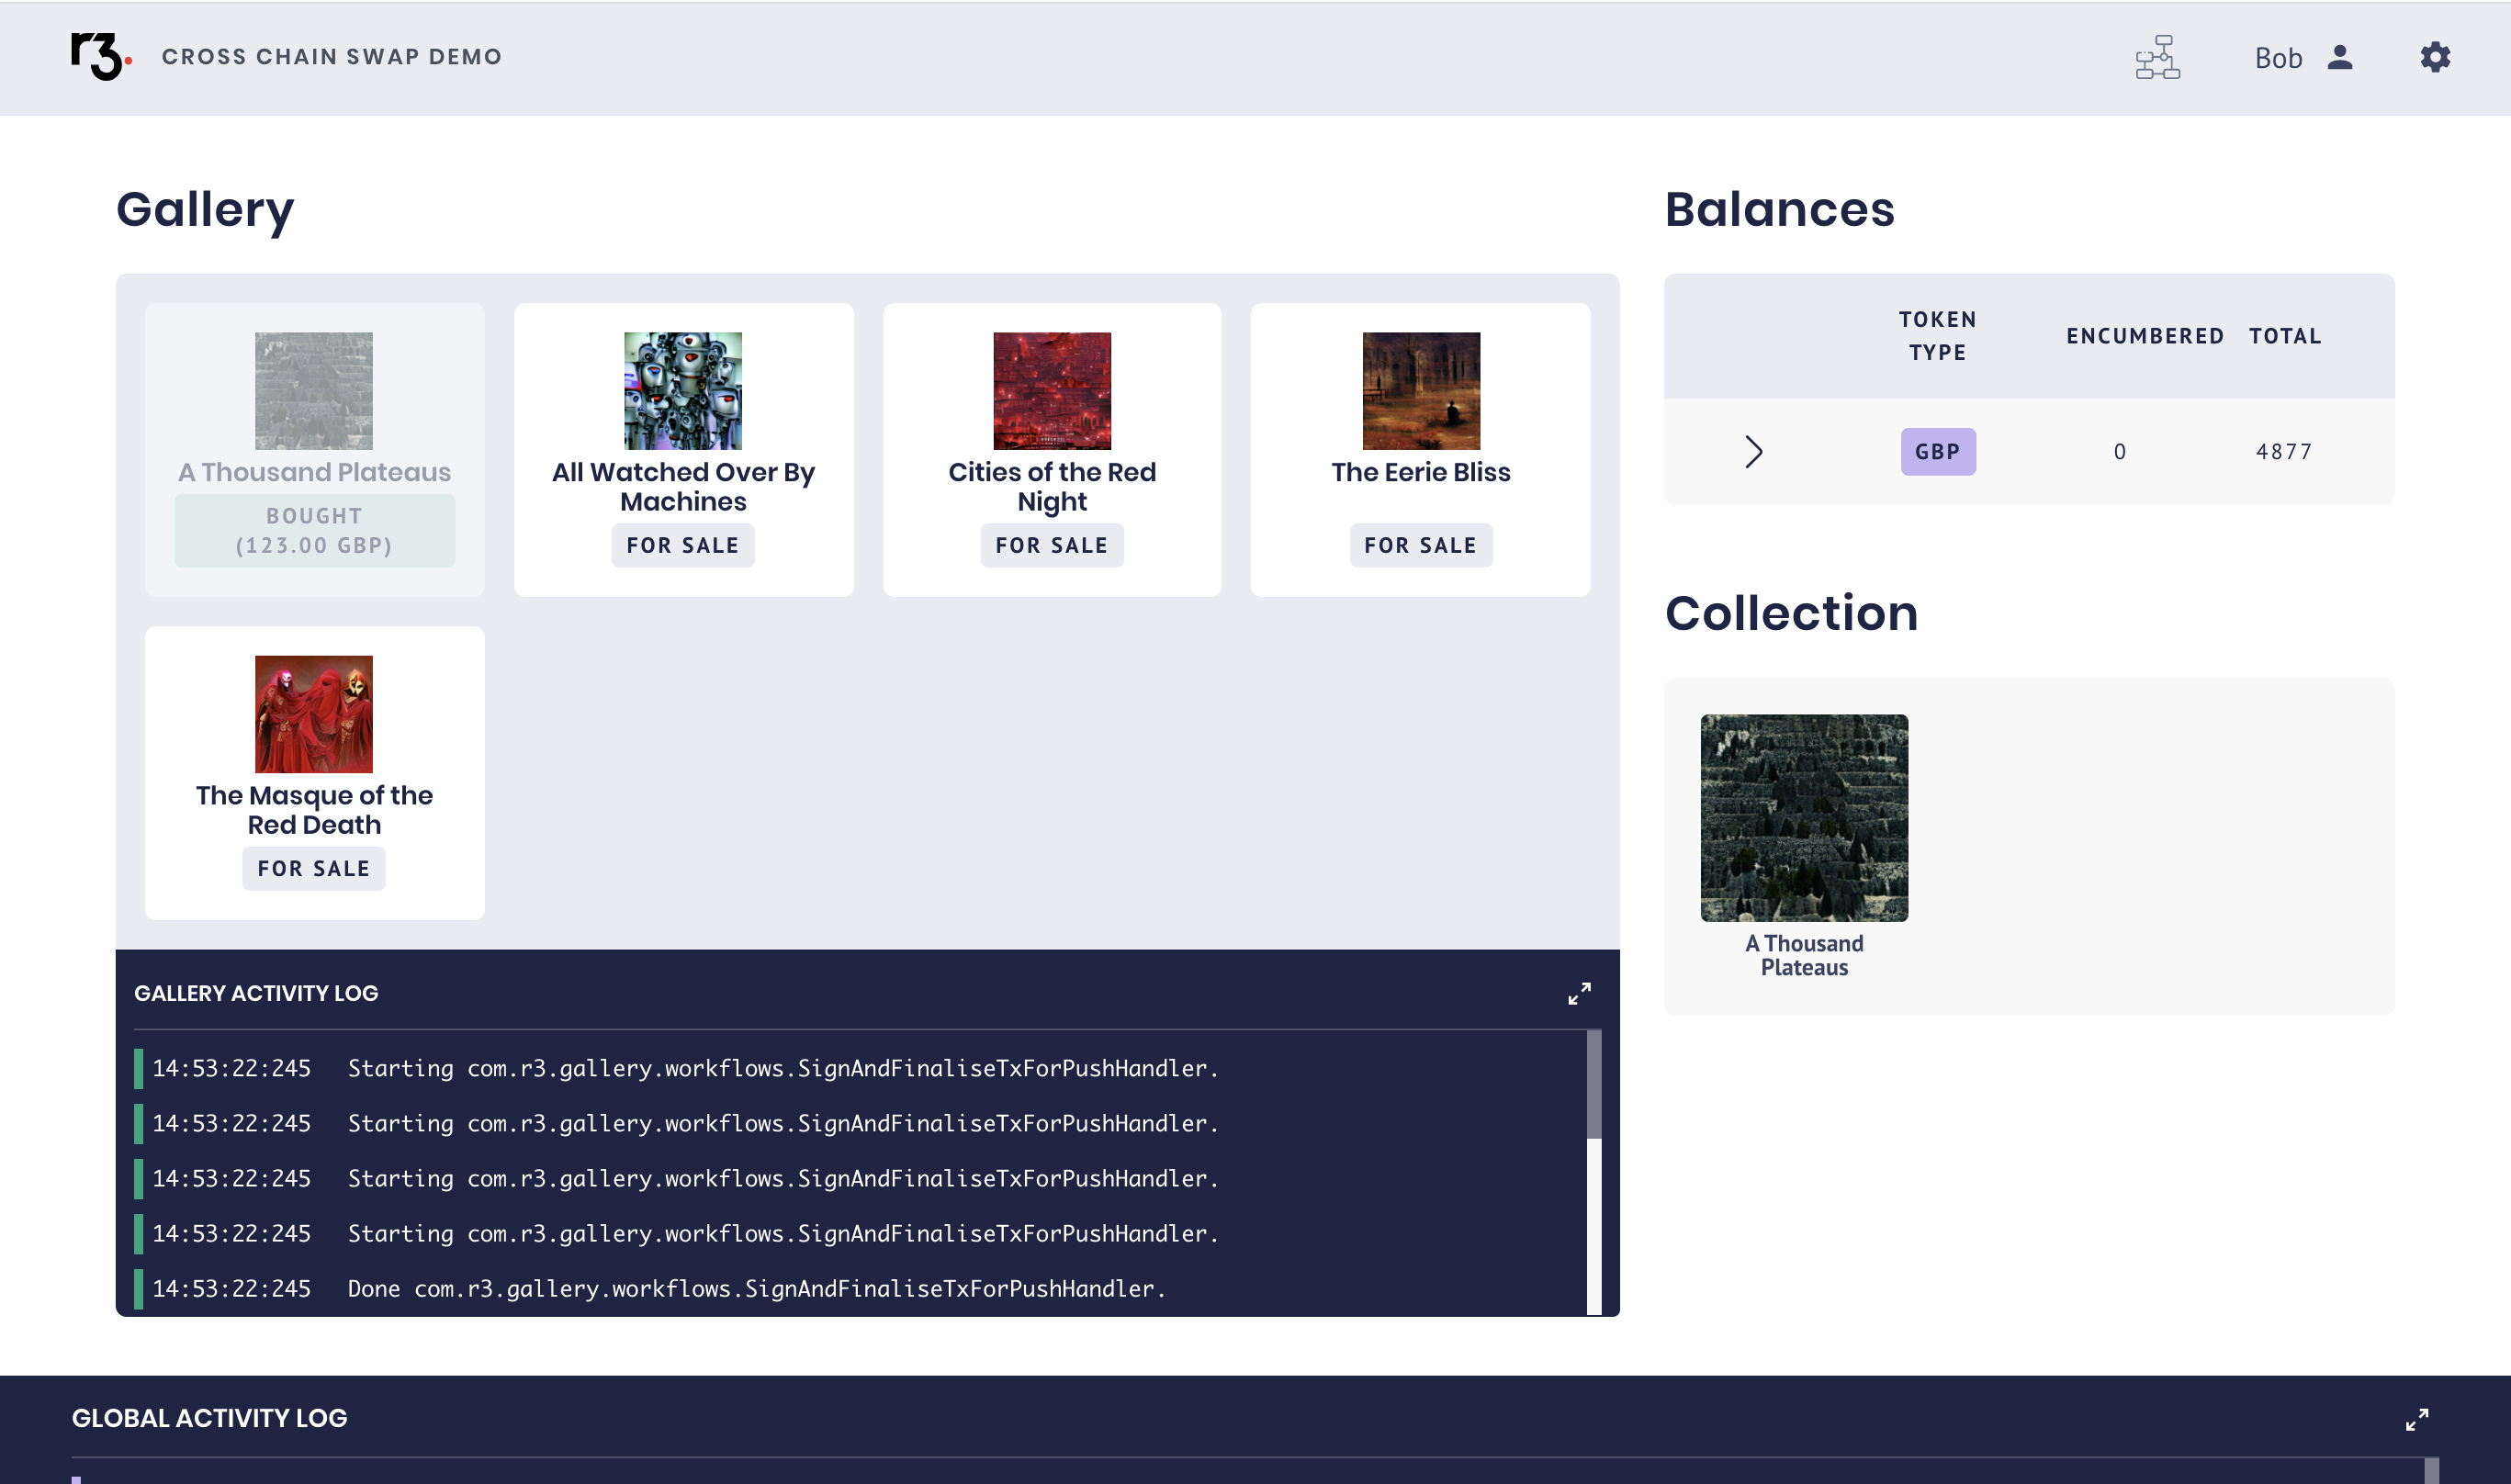 r3.
CROSS CHAIN SWAP DEMO
Bob
Gallery
A Thousand Plateaus
BOUGHT
(123.00 GBP)
All Watched Over By
Machines
FOR SALE
Cities of the Red
Night
FOR SALE
The Eerie Bliss
FOR SALE
The Masque of the
Red Death
FOR SALE
GALLERY ACTIVITY LOG
14:53:22:245 Starting com.r3.gallery.workflows.SignAndFinaliseTxForPushHandler.
14:53:22:245 Starting com.r3.gallery.workflows.SignAndFinaliseTxForPushHandler.
14:53:22:245 Starting com.r3.gallery.workflows.SignAndFinaliseTxForPushHandler.
14:53:22:245 Starting com.r3.gallery.workflows.SignAndFinaliseTxForPushHandler.
14:53:22:245 Done com.r3.gallery.workflows.SignAndFinaliseTxForPushHandler.
Balances
TOKEN
TYPE
ENCUMBERED TOTAL
GBP 0 4877
Collection
A Thousand
Plateaus
GLOBAL ACTIVITY LOG